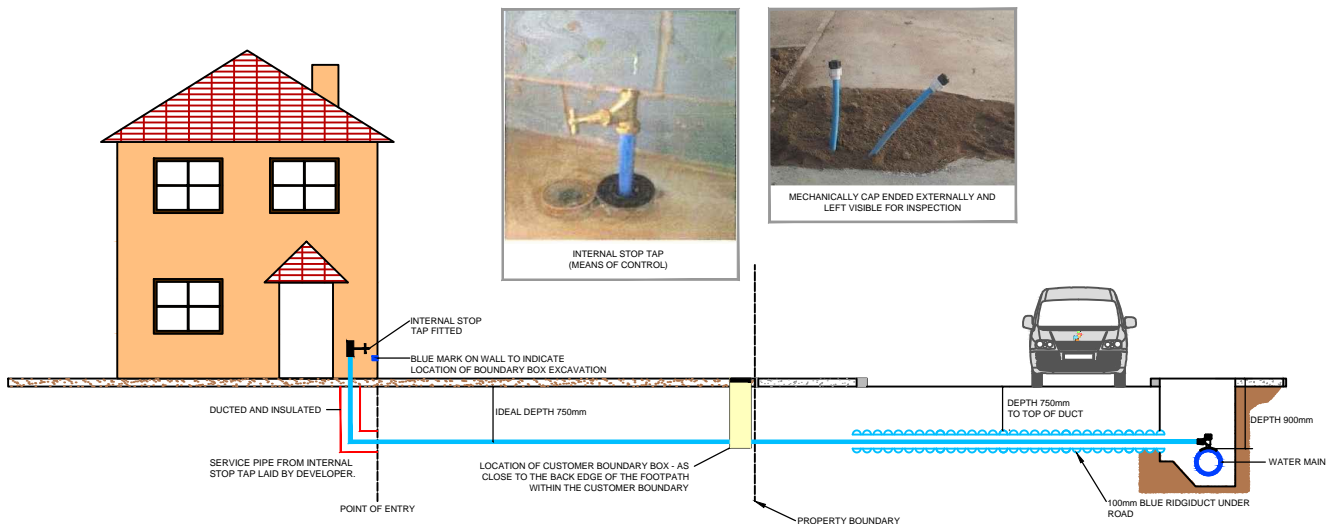 INTERNAL STOP TAP
(MEANS OF CONTROL)
MECHANICALLY CAP ENDED EXTERNALLY AND
LEFT VISIBLE FOR INSPECTION
INTERNAL STOP
TAP FITTED
BLUE MARK ON WALL TO INDICATE
LOCATION OF BOUNDARY BOX EXCAVATION
DUCTED AND INSULATED
IDEAL DEPTH 750mm
DEPTH 750mm
TO TOP OF DUCT
DEPTH 900mm
SERVICE PIPE FROM INTERNAL
STOP TAP LAID BY DEVELOPER.
LOCATION OF CUSTOMER BOUNDARY BOX - AS
CLOSE TO THE BACK EDGE OF THE FOOTPATH
WITHIN THE CUSTOMER BOUNDARY
WATER MAIN
POINT OF ENTRY
100mm BLUE RIDGIDUCT UNDER
ROAD
PROPERTY BOUNDARY